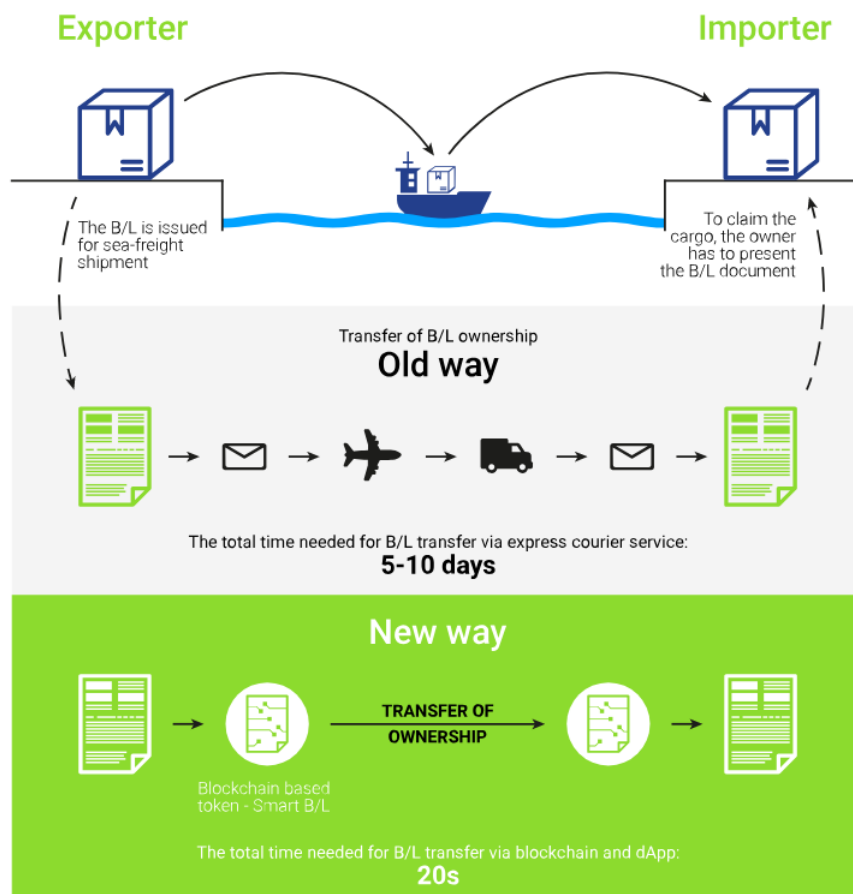 Exporter
Importer
The B/L is issued
for sea-freight
shipment
To claim the
cargo, the owner
has to present
the B/L document
Transfer of B/L ownership
Old way
The total time needed for B/L transfer via express courier service:
5-10 days
New way
TRANSFER OF
OWNERSHIP
Blockchain based
token - Smart B/L
The total time needed for B/L transfer via blockchain and dApp:
20s